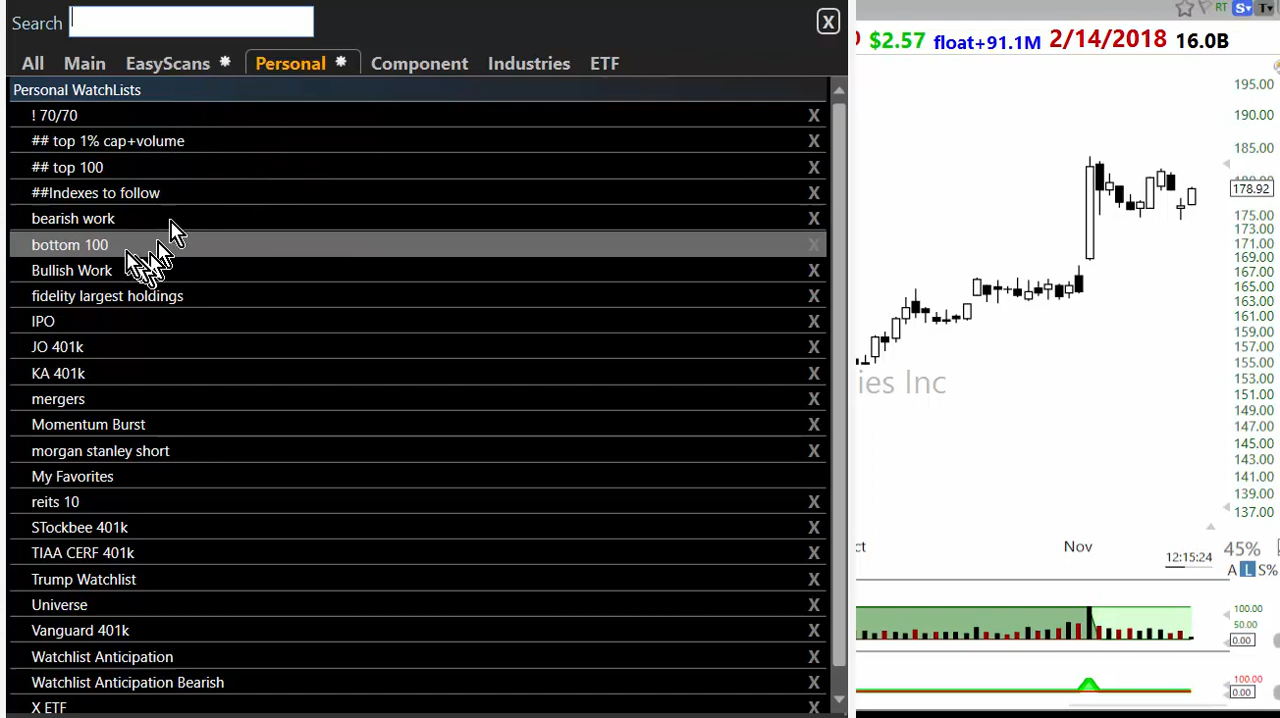 Search
X
All Main EasyScans * Personal * Component Industries ETF
Personal WatchLists
! 70/70 X
## top 1% cap+volume X
## top 100 X
##Indexes to follow X
bearish work X
bottom 100 X
Bullish Work X
fidelity largest holdings X
IPO X
JO 401k X
KA 401k X
mergers X
Momentum Burst X
morgan stanley short X
My Favorites
reits 10 X
STockbee 401k X
TIAA CERF 401k X
Trump Watchlist X
Universe X
Vanguard 401k X
Watchlist Anticipation X
Watchlist Anticipation Bearish X
X ETF X
RT S T
$2.57 float+91.1M 2/14/2018 16.0B
195.00
190.00
185.00
178.92
175.00
173.00
171.00
169.00
167.00
165.00
163.00
161.00
159.00
157.00
155.00
153.00
151.00
149.00
147.00
145.00
143.00
141.00
139.00
137.00
ies Inc
ct Nov
12:15:24
45%
A L S%
100.00
50.00
0.00
100.00
0.00